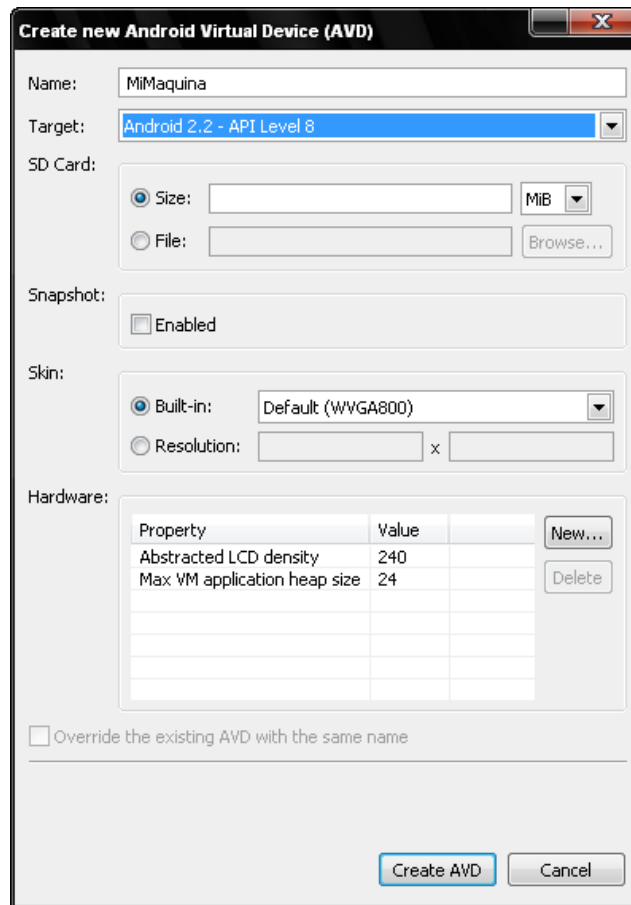 Create new Android Virtual Device (AVD)
Name: MiMaquina
Target: Android 2.2 - API Level 8
SD Card:
Size: MiB
File: Browse...
Snapshot:
Enabled
Skin:
Built-in: Default (WVGA800)
Resolution: x
Hardware:
Property Value New...
Abstracted LCD density 240
Max VM application heap size 24 Delete
Override the existing AVD with the same name
Create AVD Cancel